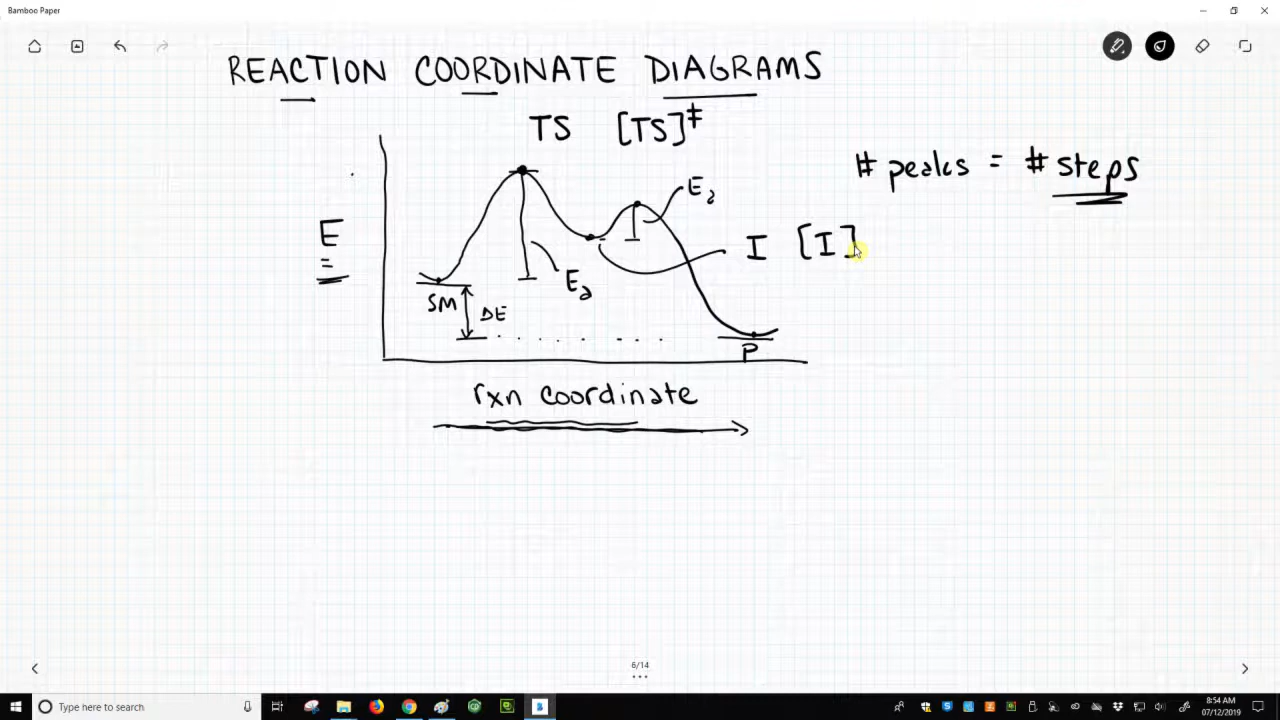 Bamboo Paper
REACTION COORDINATE DIAGRAMS
TS [TS]‡
# peaks = # steps
Ea
E
I [I]
Ea
SM
ΔE
P
rxn coordinate
6/14
Type here to search
8:54 AM
07/12/2019